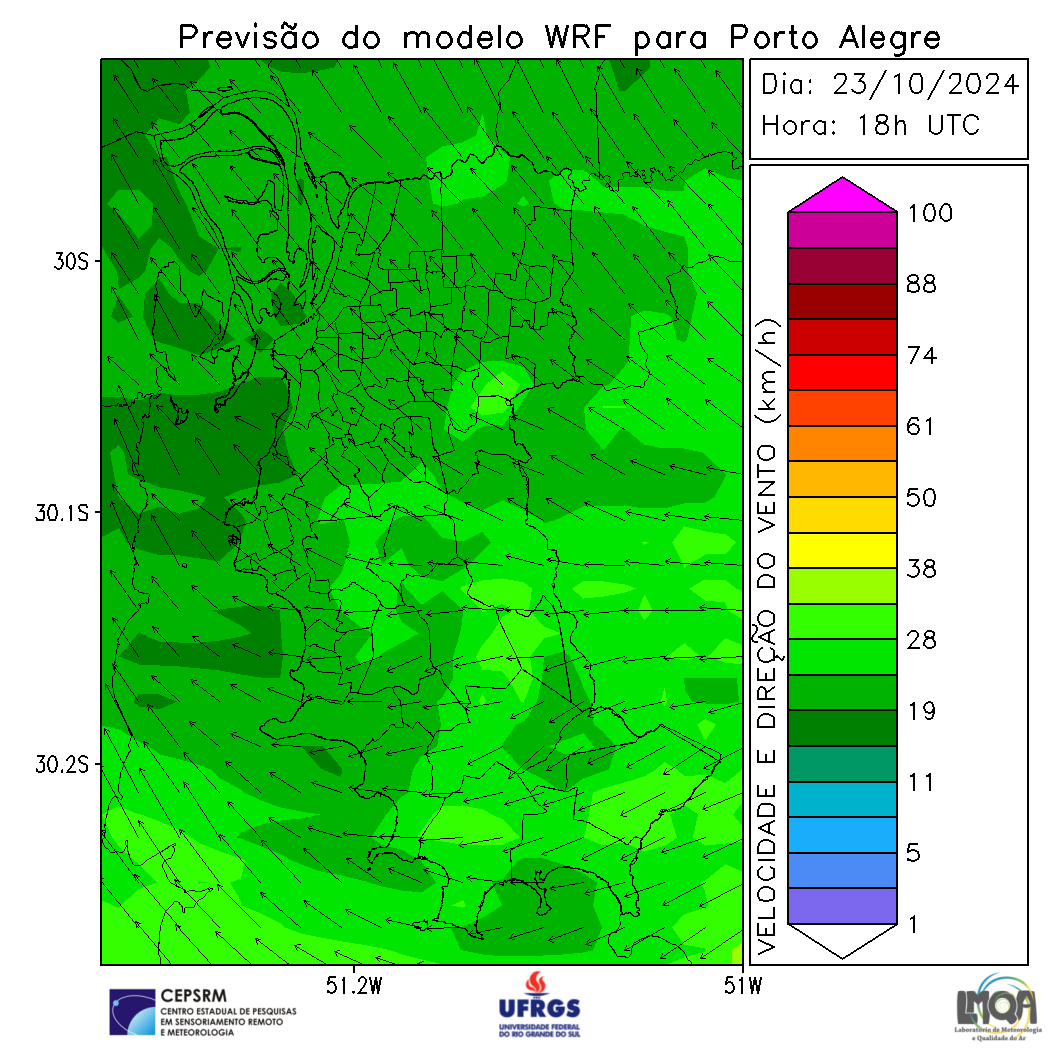 Previsão do modelo WRF para Porto Alegre
Dia: 23/10/2024
Hora: 18h UTC
30S
30.1S
30.2S
51.2W
51W
VELOCIDADE E DIREÇÃO DO VENTO (km/h)
100
88
74
61
50
38
28
19
11
5
1
CEPSRM
CENTRO ESTADUAL DE PESQUISAS
EM SENSORIAMENTO REMOTO
E METEOROLOGIA
UFRGS
UNIVERSIDADE FEDERAL
DO RIO GRANDE DO SUL
LMQA
Laboratório de Meteorologia
e Qualidade do Ar